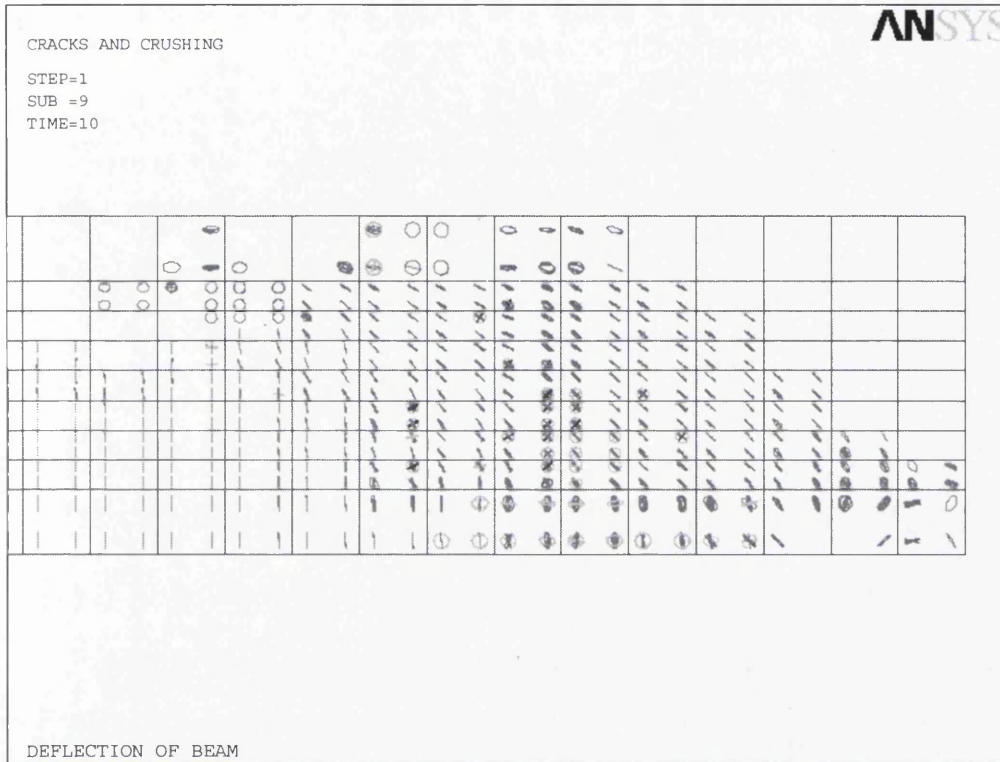 CRACKS AND CRUSHING
ANSYS
STEP=1
SUB =9
TIME=10
DEFLECTION OF BEAM